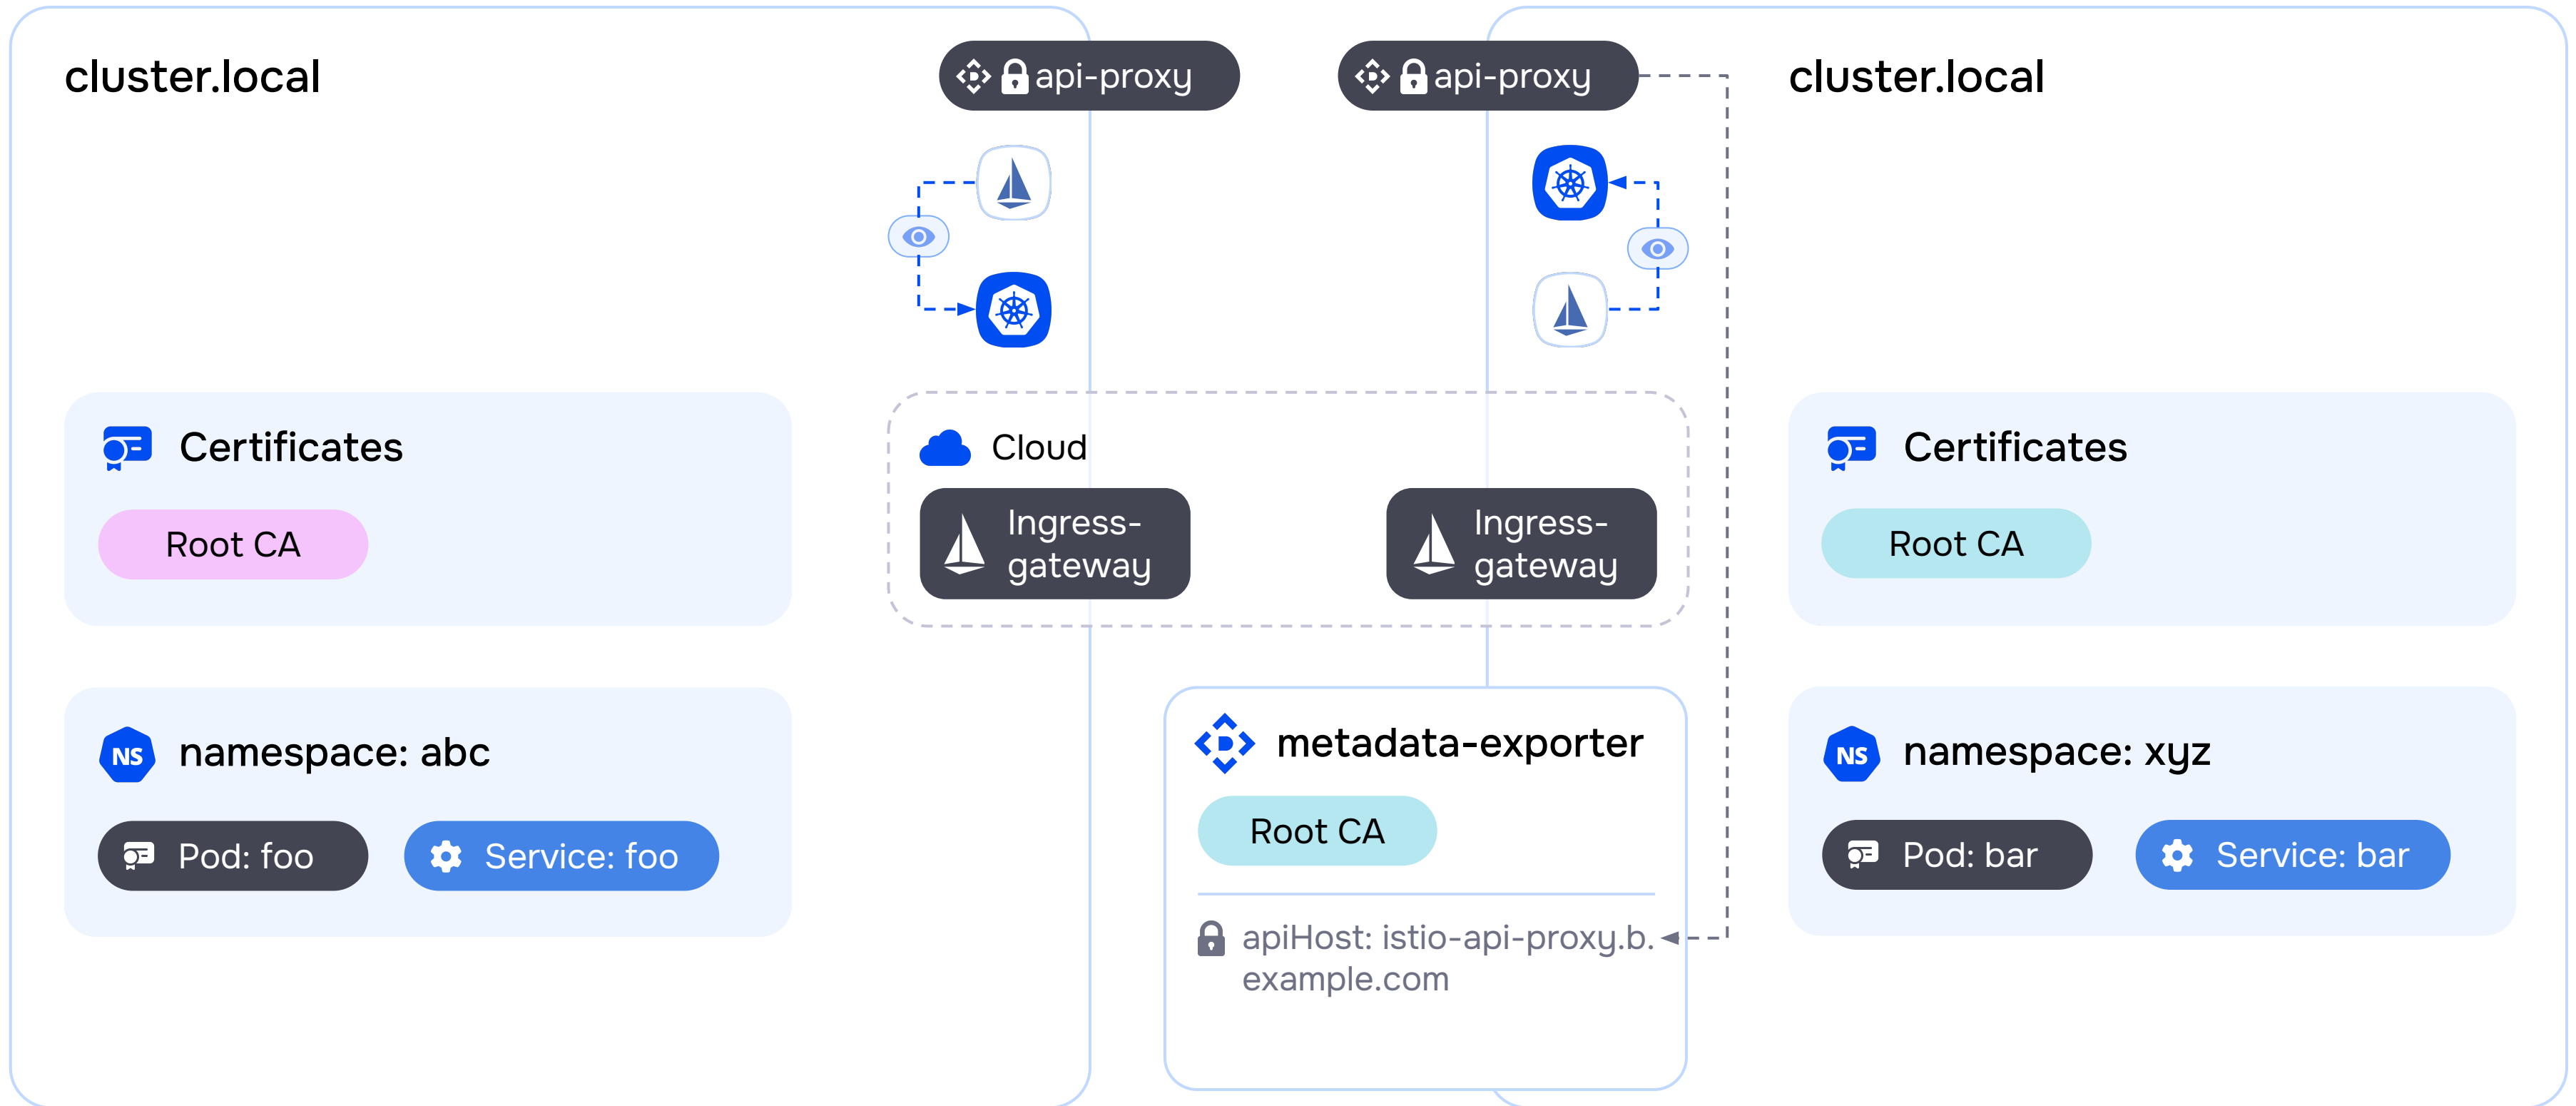 cluster.local
api-proxy
api-proxy
cluster.local
Certificates
Root CA
Cloud
Ingress-
gateway
Ingress-
gateway
Certificates
Root CA
NS namespace: abc
Pod: foo
Service: foo
metadata-exporter
Root CA
apiHost: istio-api-proxy.b.
example.com
NS namespace: xyz
Pod: bar
Service: bar